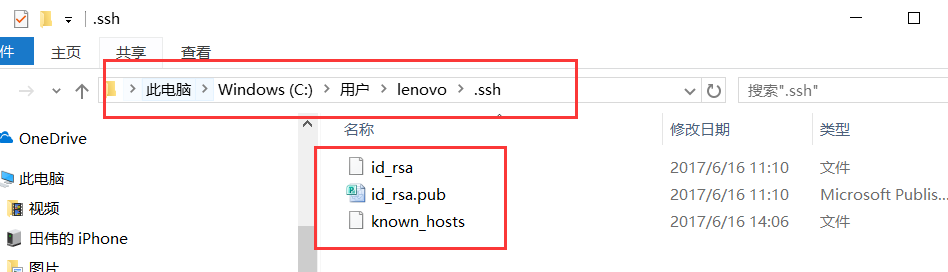 .ssh
件 主页 共享 查看
此电脑 Windows (C:) 用户 lenovo .ssh 搜索".ssh"
名称 修改日期 类型
OneDrive
id_rsa 2017/6/16 11:10 文件
此电脑
id_rsa.pub 2017/6/16 11:10 Microsoft Publis...
视频
known_hosts 2017/6/16 14:06 文件
田伟的 iPhone
图片